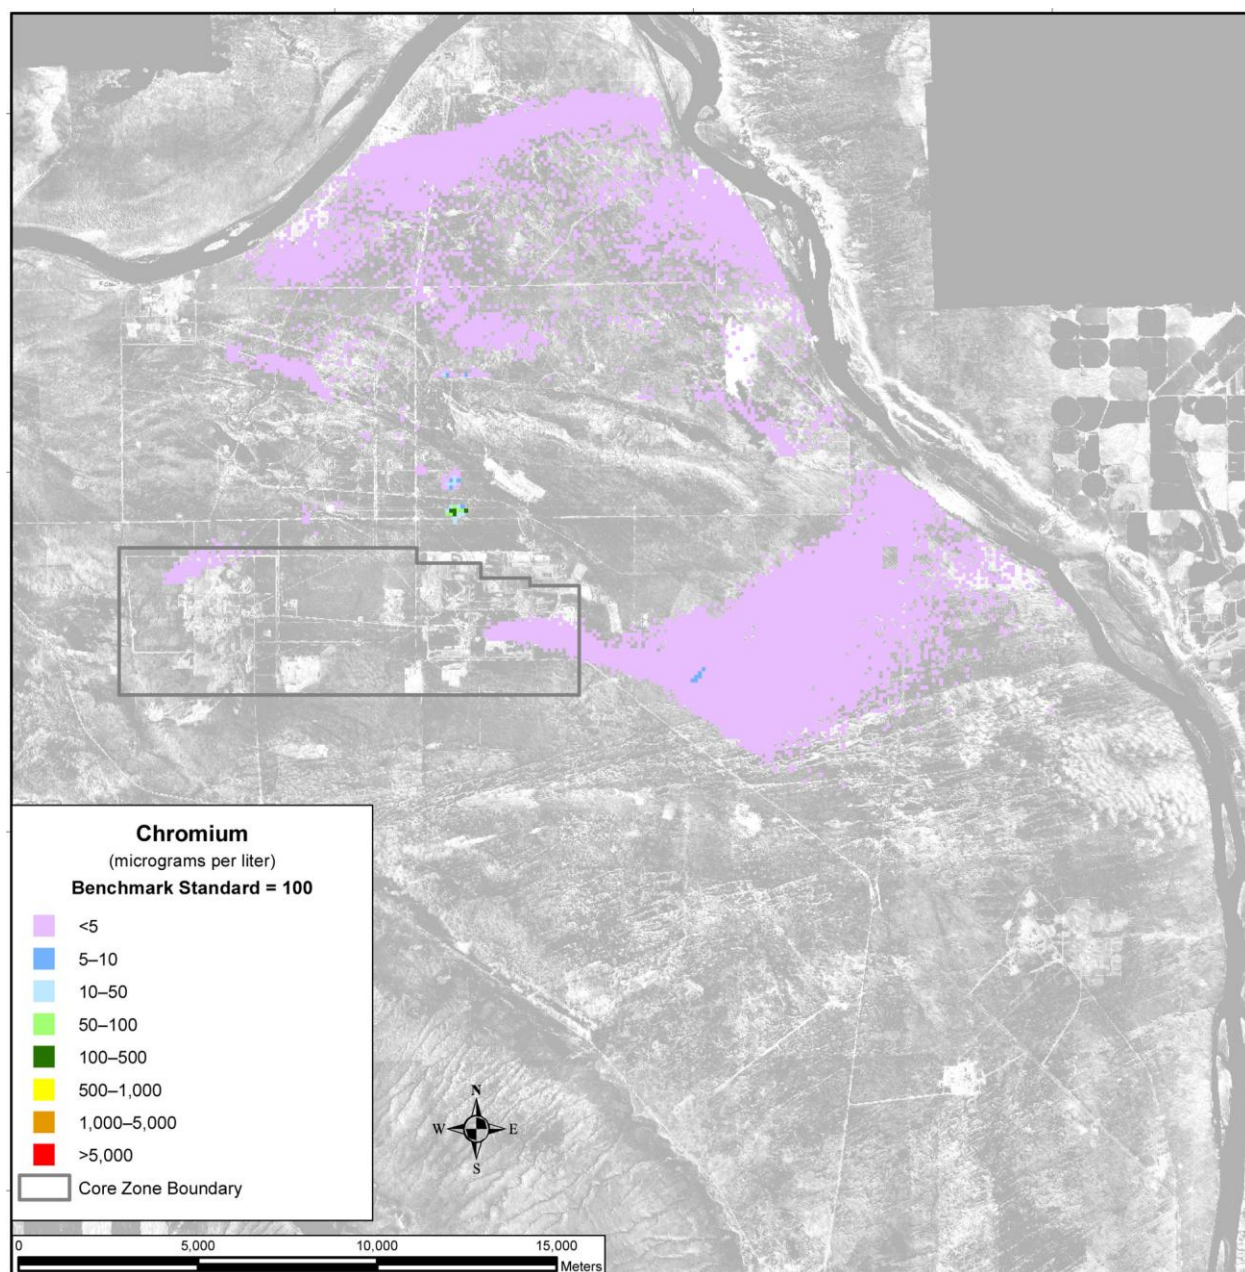 Chromium
(micrograms per liter)
Benchmark Standard = 100
<5
5–10
10–50
50–100
100–500
500–1,000
1,000–5,000
>5,000
Core Zone Boundary
N
W E
S
0 5,000 10,000 15,000
Meters